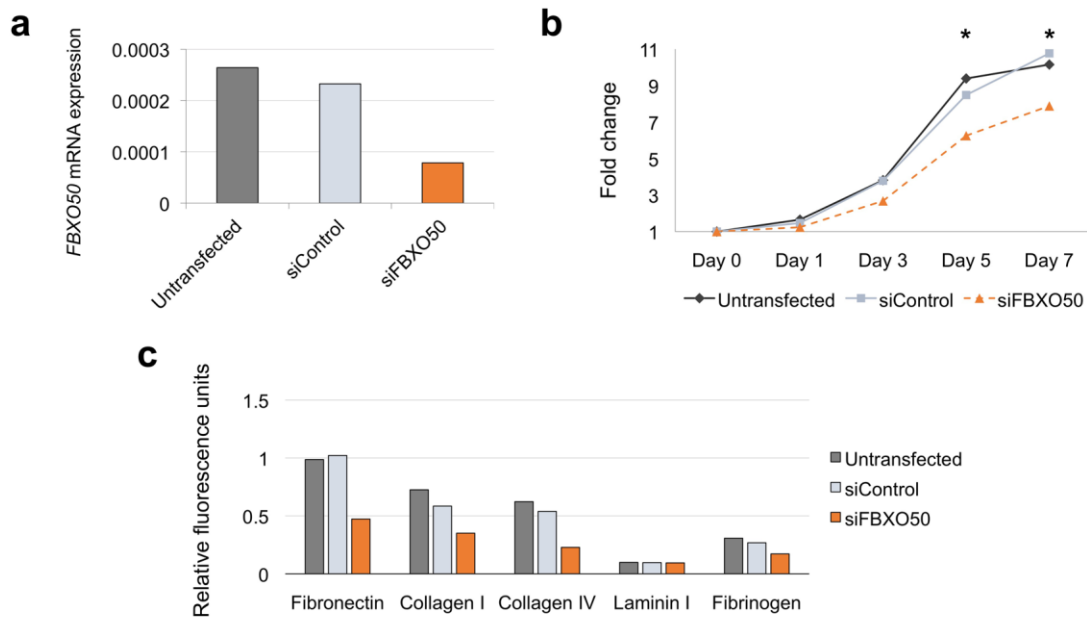 a
FBXO50 mRNA expression
0.0003
0.0002
0.0001
0
Untransfected
siControl
siFBXO50
b
Fold change
11
9
7
5
3
1
* *
Day 0 Day 1 Day 3 Day 5 Day 7
Untransfected siControl siFBXO50
c
Relative fluorescence units
1.5
1
0.5
0
Fibronectin Collagen I Collagen IV Laminin I Fibrinogen
Untransfected
siControl
siFBXO50